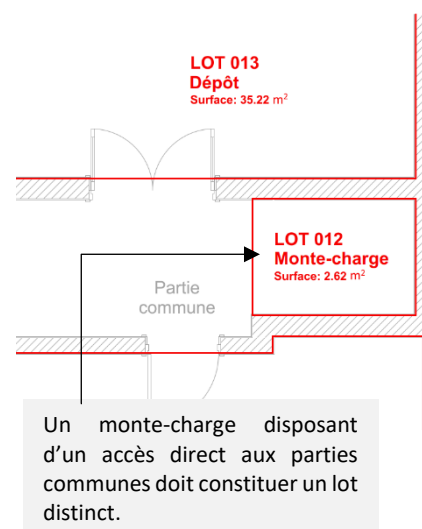 LOT 013
Dépôt
Surface: 35.22 m²
LOT 012
Monte-charge
Surface: 2.62 m²
Partie
commune
Un monte-charge disposant
d’un accès direct aux parties
communes doit constituer un lot
distinct.